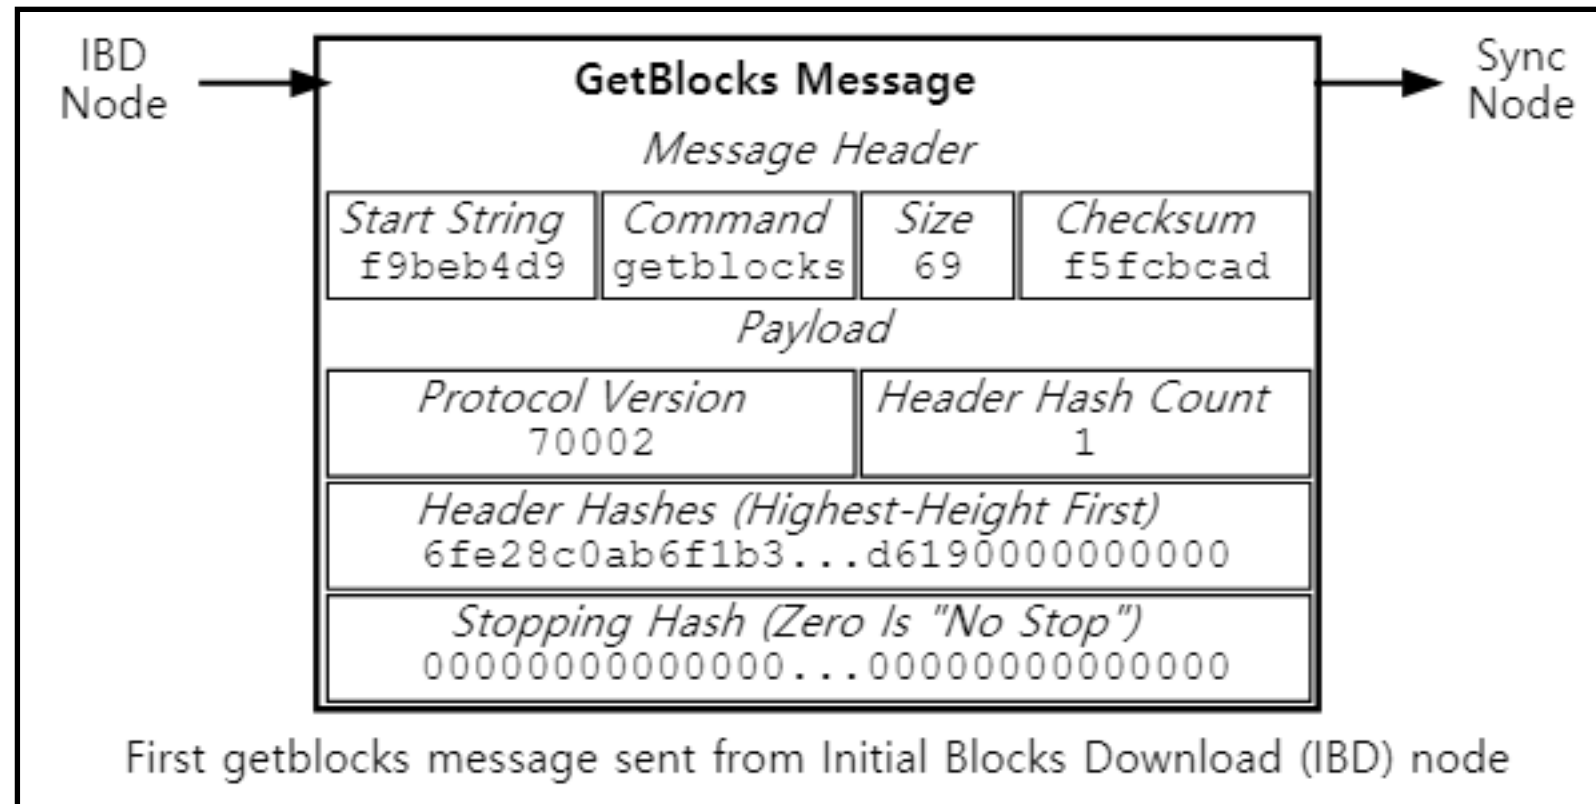 IBD
Node
GetBlocks Message
Sync
Node
Message Header
Start String
f9beb4d9
Command
getblocks
Size
69
Checksum
f5fcbcad
Payload
Protocol Version
70002
Header Hash Count
1
Header Hashes (Highest-Height First)
6fe28c0ab6f1b3...d6190000000000
Stopping Hash (Zero Is "No Stop")
00000000000000...00000000000000
First getblocks message sent from Initial Blocks Download (IBD) node